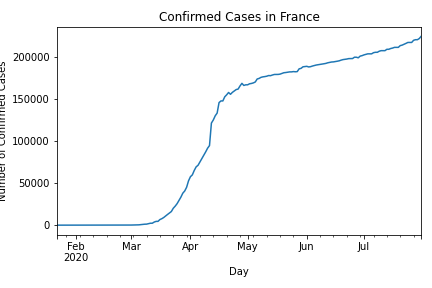 Confirmed Cases in France
Number of Confirmed Cases
200000
150000
100000
50000
0
Feb Mar Apr May Jun Jul
2020
Day